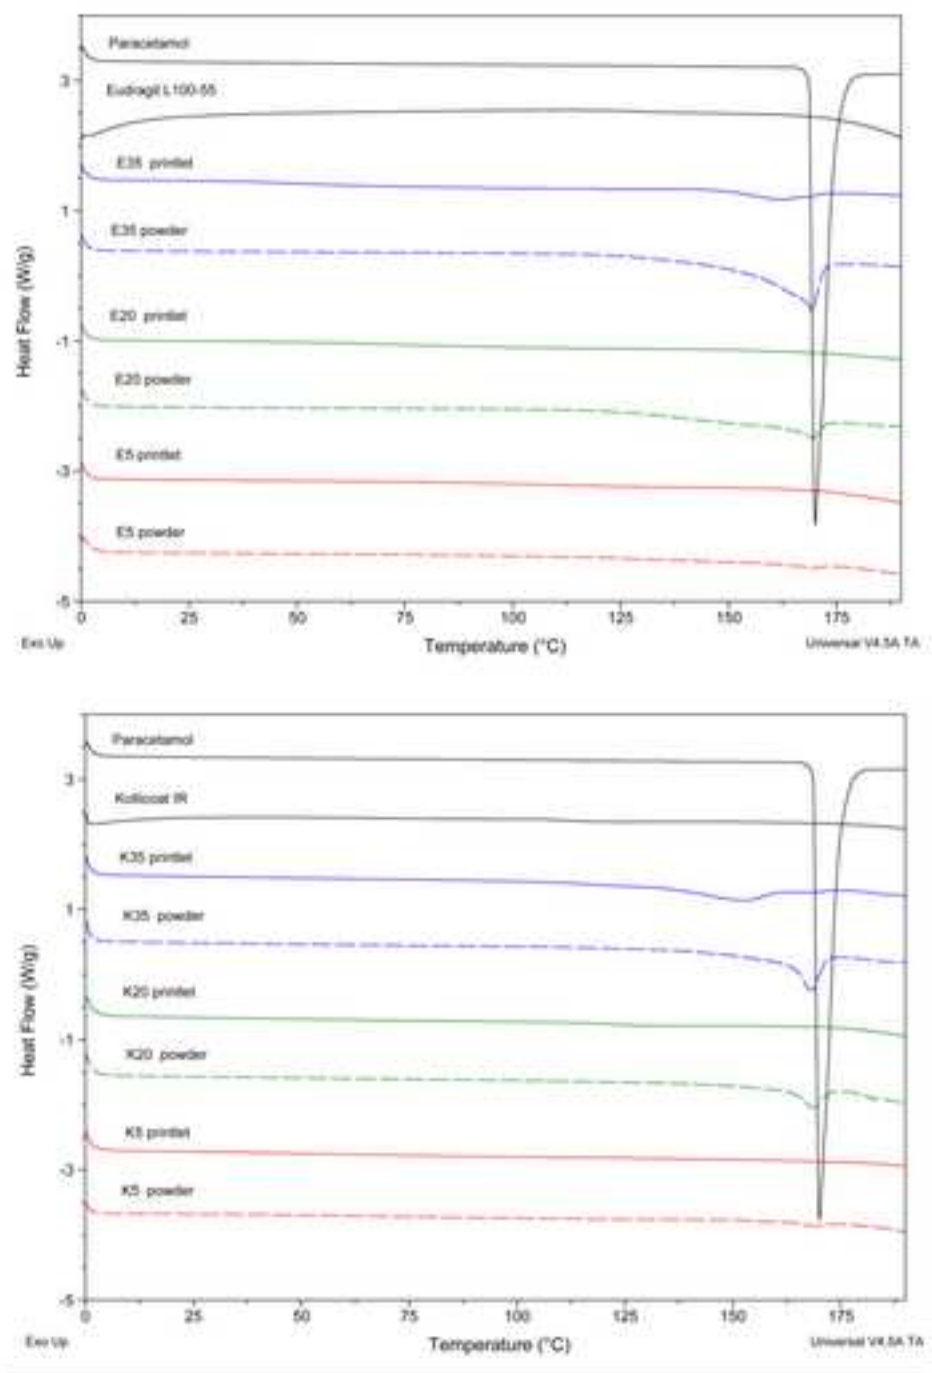 Paracetamol
3
Eudragit L100-55
E35 printlet
1
E35 powder
Heat Flow (W/g)
E20 printlet
-1
E20 powder
E5 printlet
-3
E5 powder
-5
0 25 50 75 100 125 150 175
Exo Up Temperature (°C) Universal V4.5A TA
Paracetamol
3
Kollicoat IR
K35 printlet
1
K35 powder
Heat Flow (W/g)
K20 printlet
-1
K20 powder
K5 printlet
-3
K5 powder
-5
0 25 50 75 100 125 150 175
Exo Up Temperature (°C) Universal V4.5A TA